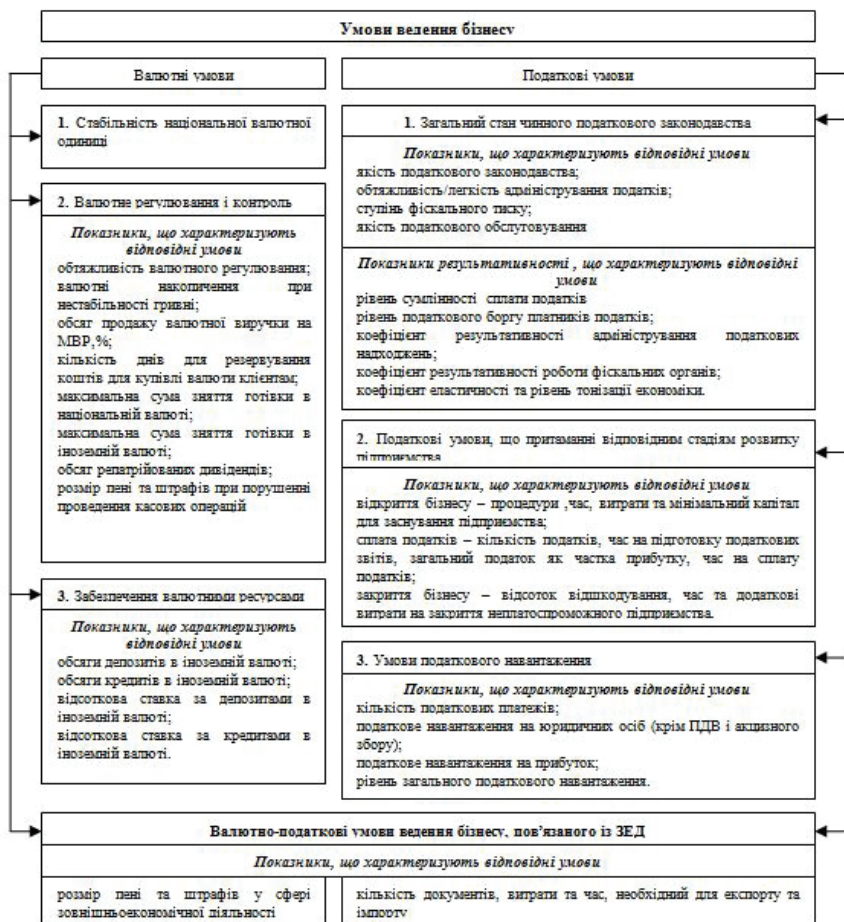 Умови ведення бізнесу
Валютні умови
1. Стабільність національної валютної
одиниці
2. Валютне регулювання і контроль
Показники, що характеризують
відповідні умови
обтяжливість валютного регулювання;
валютні накопичення при
нестабільності гривні;
обсяг продажу валютної виручки на
МВР,%;
кількість днів для резервування
коштів для купівлі валюти клієнтам;
максимальна сума зняття готівки в
національній валюті;
максимальна сума зняття готівки в
іноземній валюті;
обсяг репатрійованих дивідендів;
розмір пені та штрафів при порушенні
проведення касових операцій
3. Забезпечення валютними ресурсами
Показники, що характеризують
відповідні умови
обсяги депозитів в іноземній валюті;
обсяги кредитів в іноземній валюті;
відсоткова ставка за депозитами в
іноземній валюті;
відсоткова ставка за кредитами в
іноземній валюті.
Податкові умови
1. Загальний стан чинного податкового законодавства
Показники, що характеризують відповідні умови
якість податкового законодавства;
обтяжливість/легкість адміністрування податків;
ступінь фіскального тиску;
якість податкового обслуговування
Показники результативності , що характеризують відповідні
умови
рівень сумлінності сплати податків
рівень податкового боргу платників податків;
коефіцієнт результативності адміністрування податкових
надходжень;
коефіцієнт результативності роботи фіскальних органів;
коефіцієнт еластичності та рівень тонізації економіки.
2. Податкові умови, що притаманні відповідним стадіям розвитку
підприємства
Показники, що характеризують відповідні умови
відкриття бізнесу – процедури ,час, витрати та мінімальний капітал
для заснування підприємства;
сплата податків – кількість податків, час на підготовку податкових
звітів, загальний податок як частка прибутку, час на сплату
податків;
закриття бізнесу – відсоток відшкодування, час та додаткові
витрати на закриття неплатоспроможного підприємства.
3. Умови податкового навантаження
Показники, що характеризують відповідні умови
кількість податкових платежів;
податкове навантаження на юридичних осіб (крім ПДВ і акцизного
збору);
податкове навантаження на прибуток;
рівень загального податкового навантаження.
Валютно-податкові умови ведення бізнесу, пов'язаного із ЗЕД
Показники, що характеризують відповідні умови
розмір пені та штрафів у сфері
зовнішньоекономічної діяльності
кількість документів, витрати та час, необхідний для експорту та
імпорту